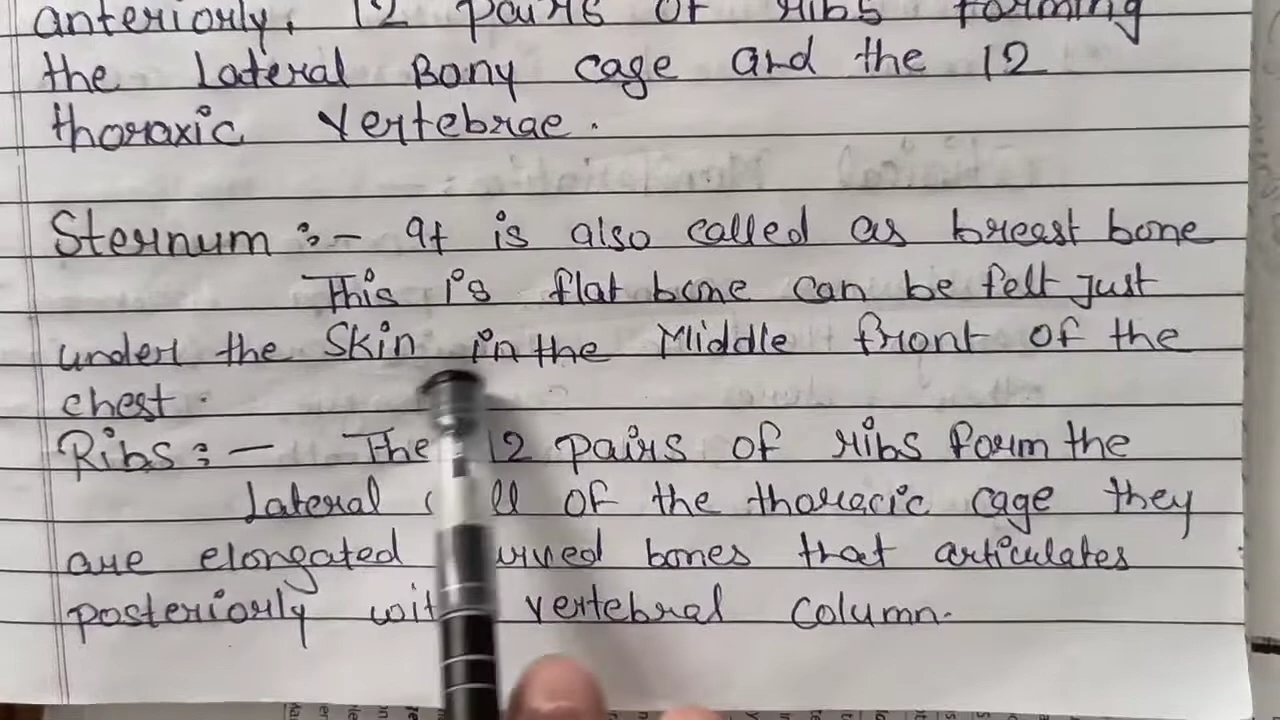 anteriorly, 12 pairs of ribs forming
the Lateral Bony cage and the 12
thoraxic vertebrae.
Sternum :- It is also called as breast bone
This is flat bone can be felt Just
under the Skin in the Middle front of the
chest.
Ribs :- The 12 pairs of ribs form the
Lateral of the thoracic cage they
are elongated bones that articulates
posteriorly vertebral column.